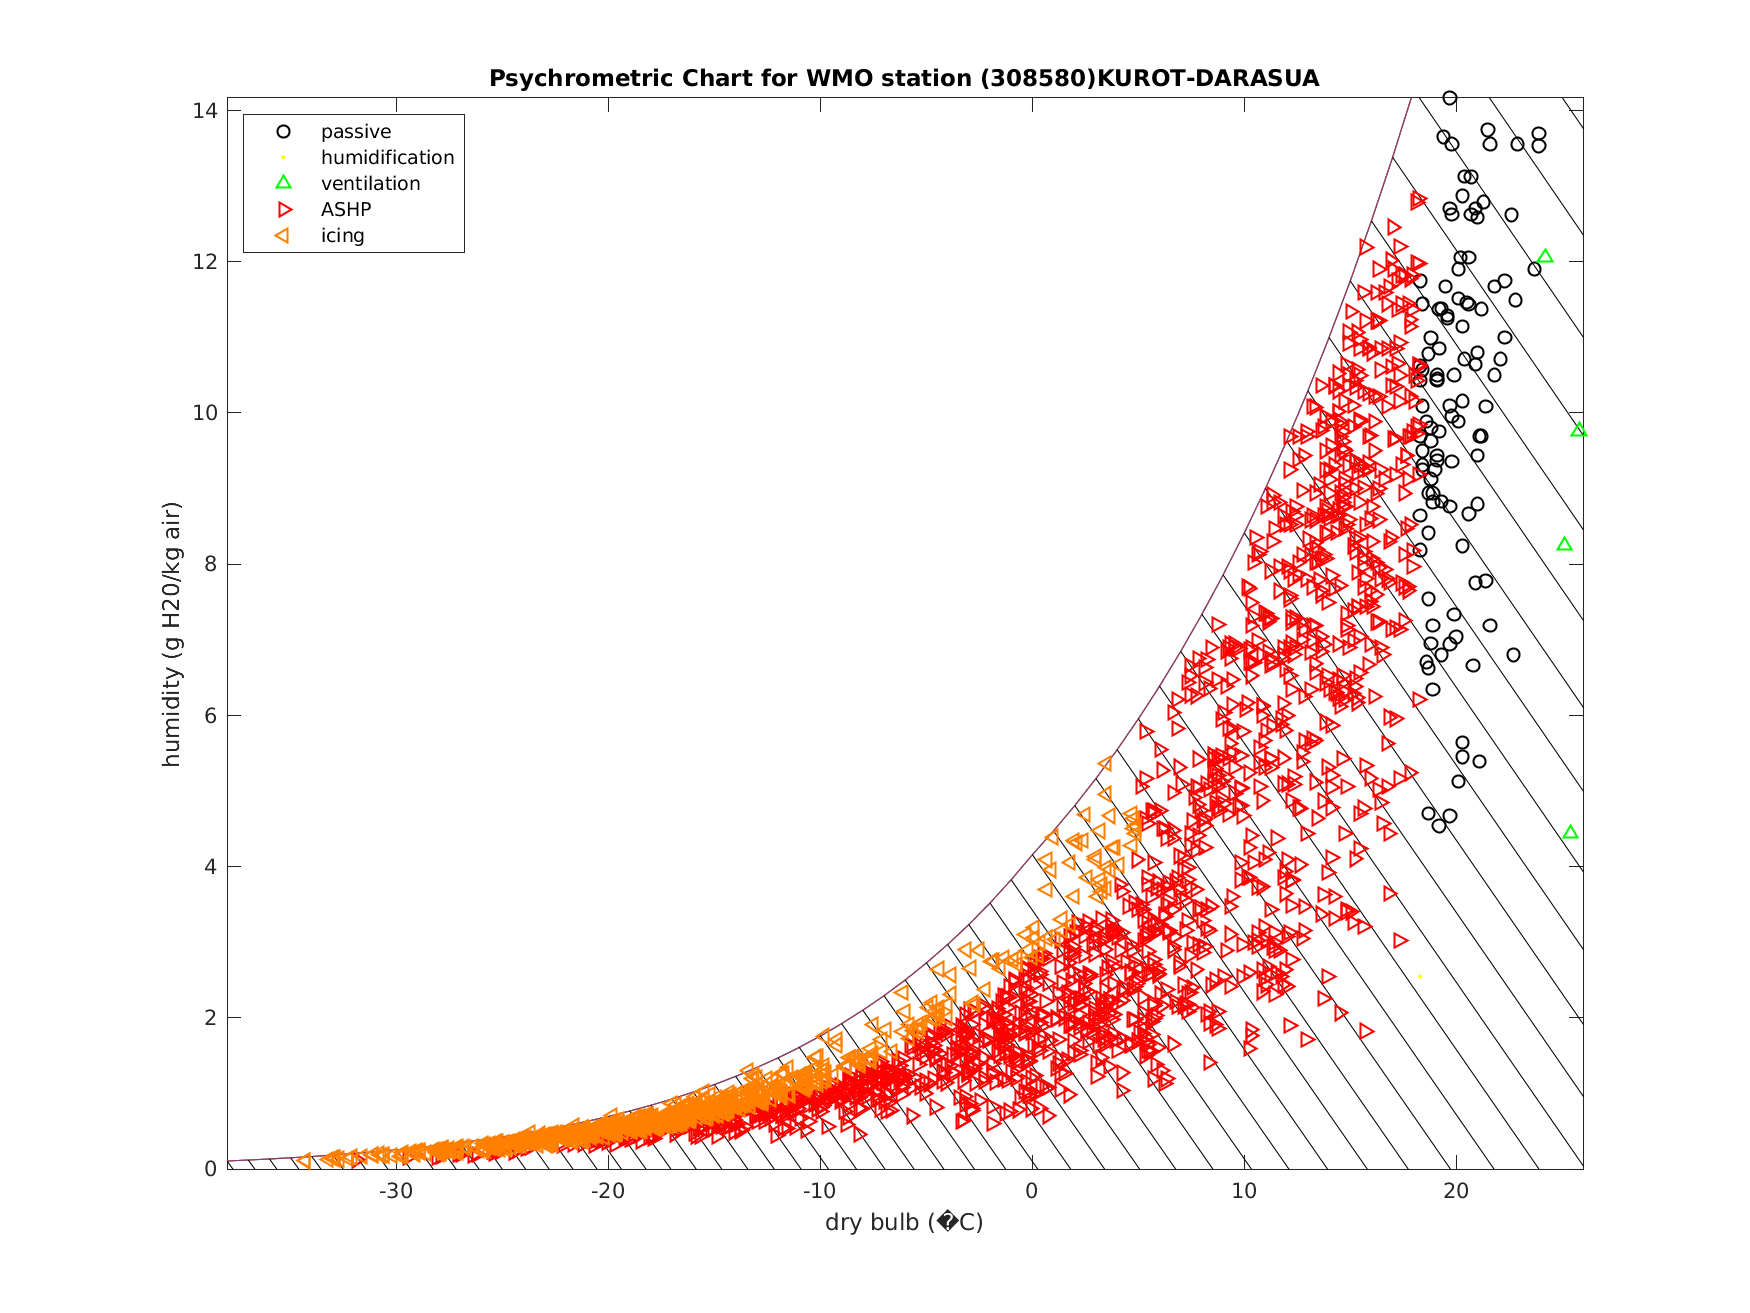 Psychrometric Chart for WMO station (308580)KUROT-DARASUA
14
12
10
8
6
4
2
0
humidity (g H20/kg air)
passive
humidification
ventilation
ASHP
icing
-30 -20 -10 0 10 20
dry bulb (�C)